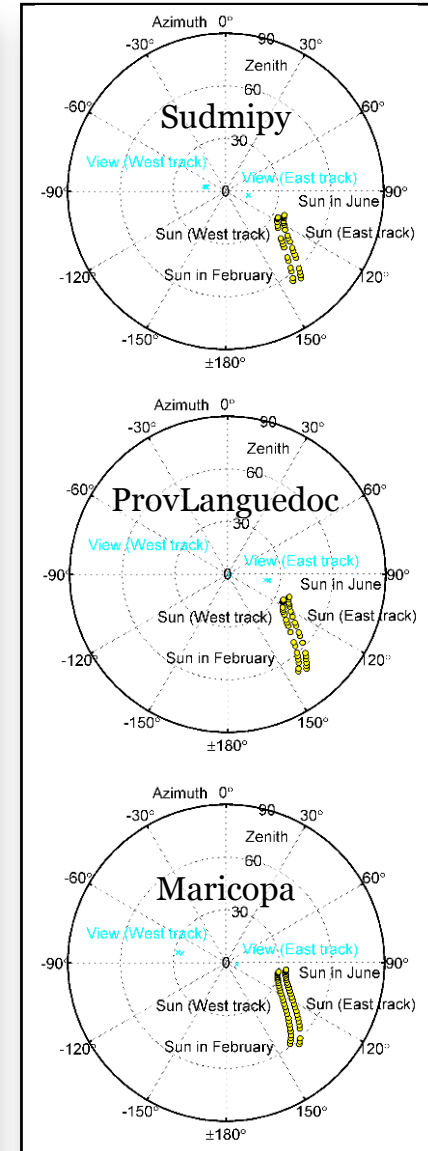 Azimuth 0°
-30° 90 30°
Zenith
-60° 60 60°
Sudmipy
30
View (West track)
View (East track)
-90° 0 90°
Sun in June
Sun (West track) Sun (East track)
-120° Sun in February 120°
-150° 150°
±180°
Azimuth 0°
-30° 90 30°
Zenith
-60° 60 60°
ProvLanguedoc
30
View (West track)
View (East track)
-90° 0 90°
Sun in June
Sun (West track) Sun (East track)
-120° Sun in February 120°
-150° 150°
±180°
Azimuth 0°
-30° 90 30°
Zenith
-60° 60 60°
Maricopa
30
View (West track)
View (East track)
-90° 0 90°
Sun in June
Sun (West track) Sun (East track)
-120° Sun in February 120°
-150° 150°
±180°